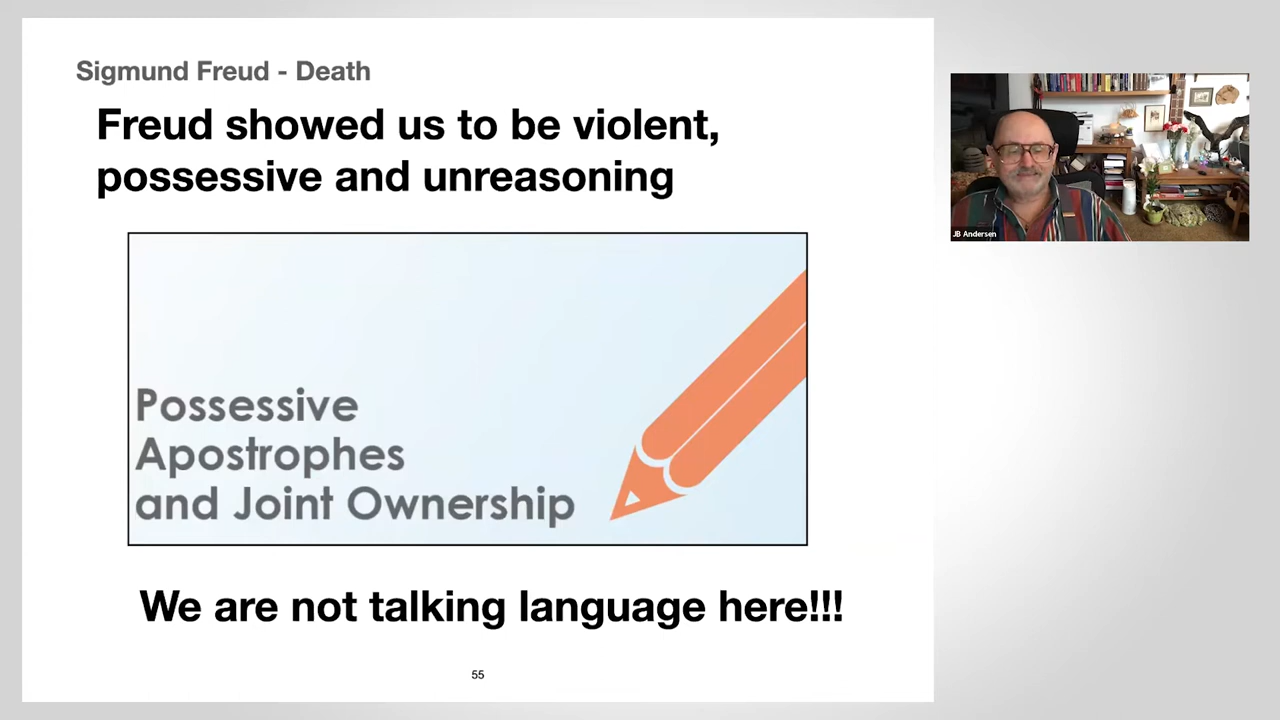 Sigmund Freud - Death
Freud showed us to be violent,
possessive and unreasoning
Possessive
Apostrophes
and Joint Ownership
We are not talking language here!!!
55
JB Andersen